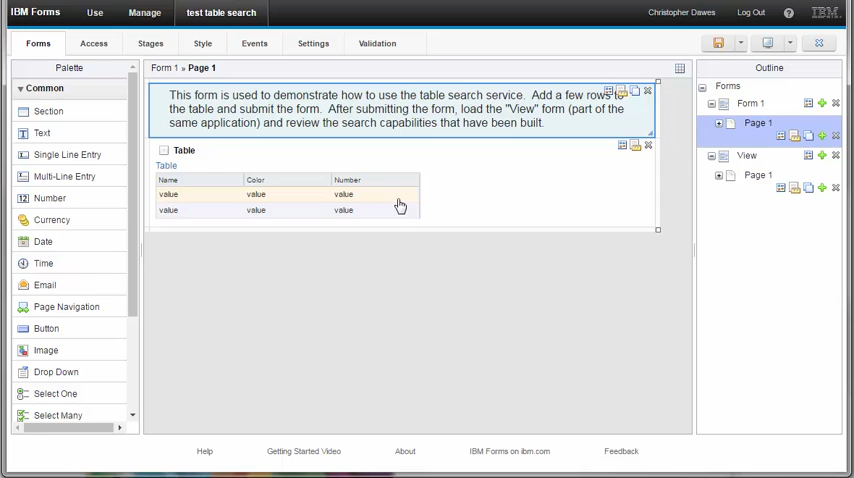 IBM Forms Use Manage test table search Christopher Dawes Log Out ? IBM
Forms Access Stages Style Events Settings Validation
Palette
Common
Section
Text
Single Line Entry
Multi-Line Entry
Number
Currency
Date
Time
Email
Page Navigation
Button
Image
Drop Down
Select One
Select Many
Form 1 » Page 1
This form is used to demonstrate how to use the table search service. Add a few rows to
the table and submit the form. After submitting the form, load the "View" form (part of the
same application) and review the search capabilities that have been built.
Table
Table
Name Color Number
value value value
value value value
Outline
Forms
Form 1
Page 1
View
Page 1
Help Getting Started Video About IBM Forms on ibm.com Feedback